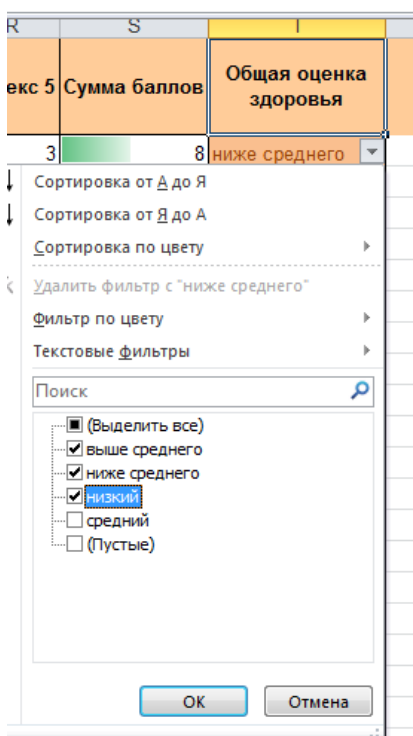 R S T
екс 5 Сумма баллов Общая оценка
здоровья
3 8 ниже среднего
Сортировка от А до Я
Сортировка от Я до А
Сортировка по цвету
Удалить фильтр с "ниже среднего"
Фильтр по цвету
Текстовые фильтры
Поиск
(Выделить все)
выше среднего
ниже среднего
низкий
средний
(Пустые)
ОК Отмена